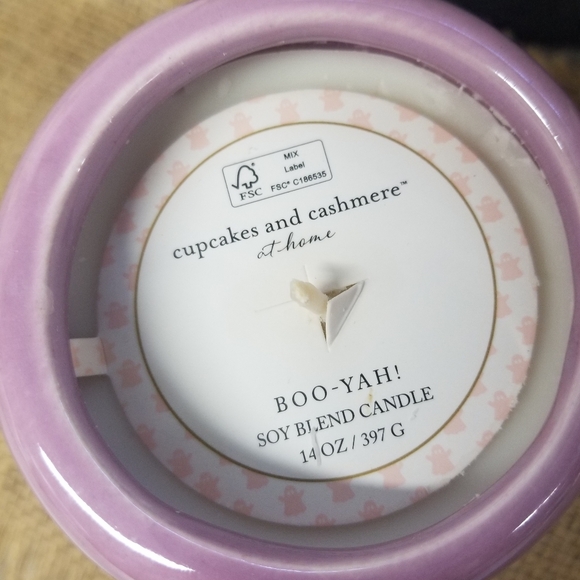 MIX
Label
FSC
FSC® C186535
cupcakes and cashmere™
at home
BOO-YAH!
SOY BLEND CANDLE
14 OZ / 397 G